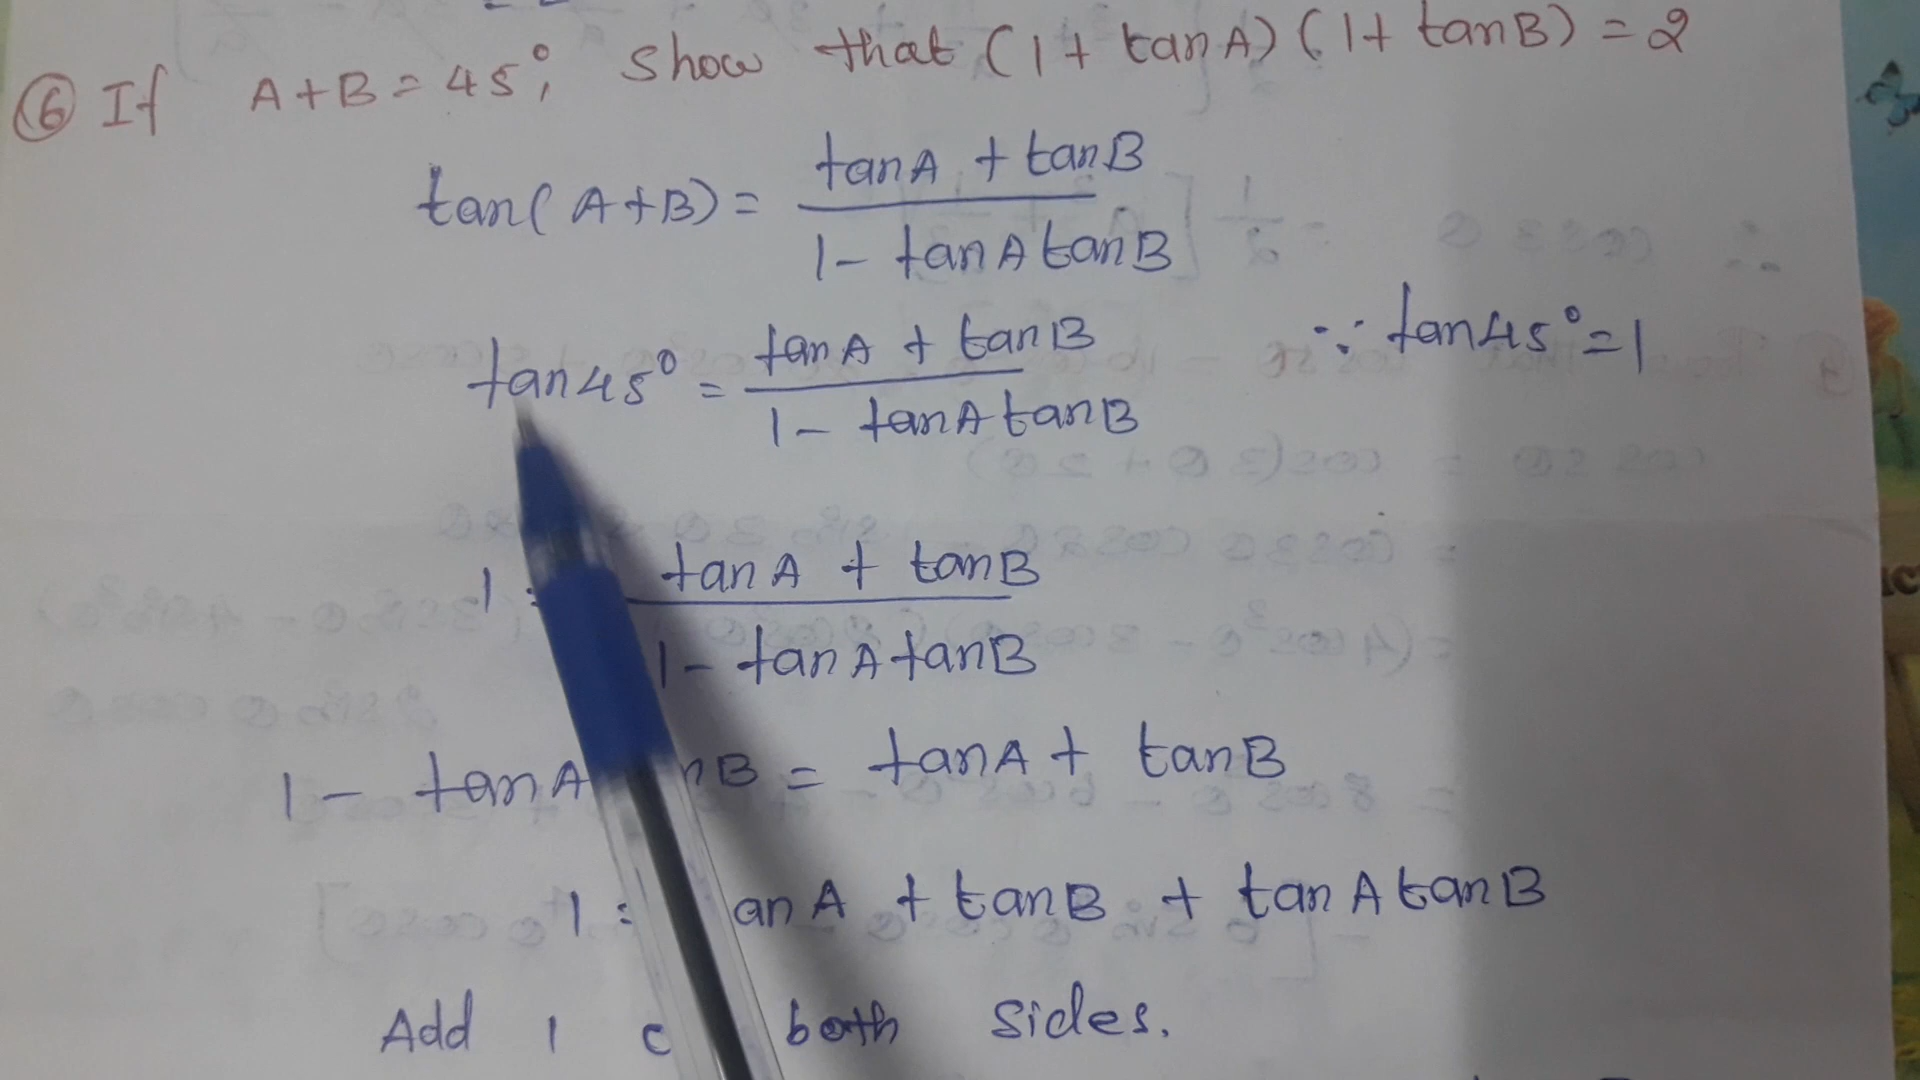 ⑥ If A+B = 45°, show that (1+ tanA) (1+ tanB) = 2
tan(A+B) = tanA + tanB
1 - tanA tanB
tan45° = tanA + tanB ∵ tan45° = 1
1 - tanA tanB
1 = tanA + tanB
1 - tanA tanB
1 - tanA nB = tanA + tanB
1 = anA + tanB + tanA tanB
Add 1 both sides.